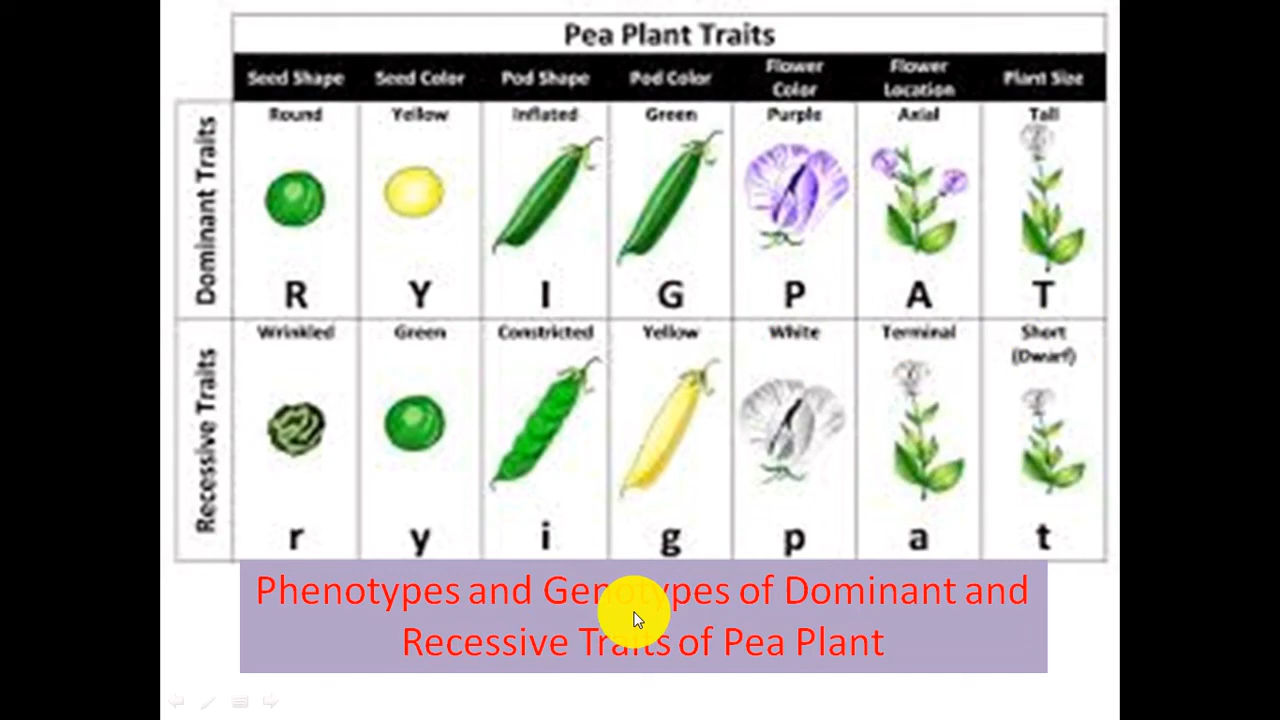 Pea Plant Traits
Seed Shape Seed Color Pod Shape Pod Color Flower Color Flower Location Plant Size
Dominant Traits
Round Yellow Inflated Green Purple Axial Tall
R Y I G P A T
Recessive Traits
Wrinkled Green Constricted Yellow White Terminal Short (Dwarf)
r y i g p a t
Phenotypes and Genotypes of Dominant and
Recessive Traits of Pea Plant